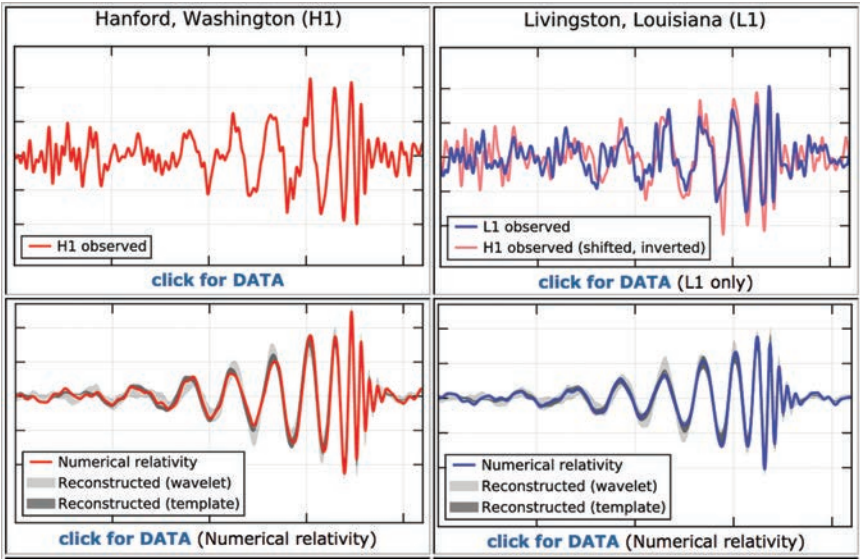 Hanford, Washington (H1)
H1 observed
click for DATA
Livingston, Louisiana (L1)
L1 observed
H1 observed (shifted, inverted)
click for DATA (L1 only)
Numerical relativity
Reconstructed (wavelet)
Reconstructed (template)
click for DATA (Numerical relativity)
Numerical relativity
Reconstructed (wavelet)
Reconstructed (template)
click for DATA (Numerical relativity)